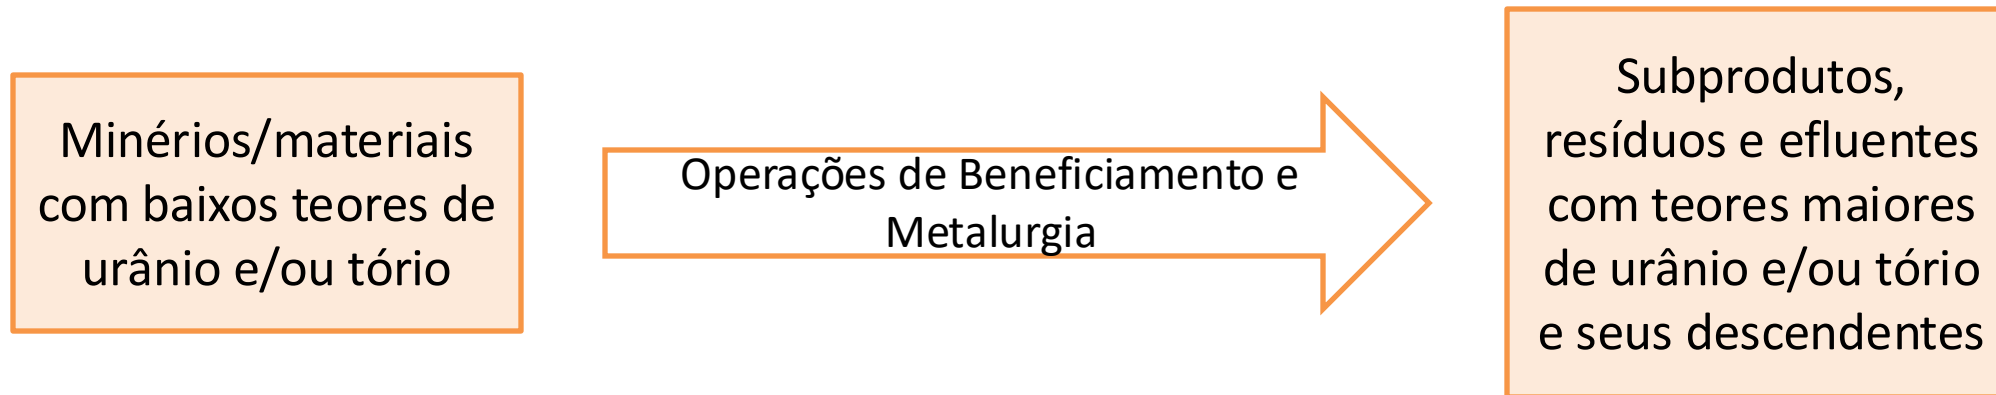 Minérios/materiais
com baixos teores de
urânio e/ou tório
Operações de Beneficiamento e
Metalurgia
Subprodutos,
resíduos e efluentes
com teores maiores
de urânio e/ou tório
e seus descendentes